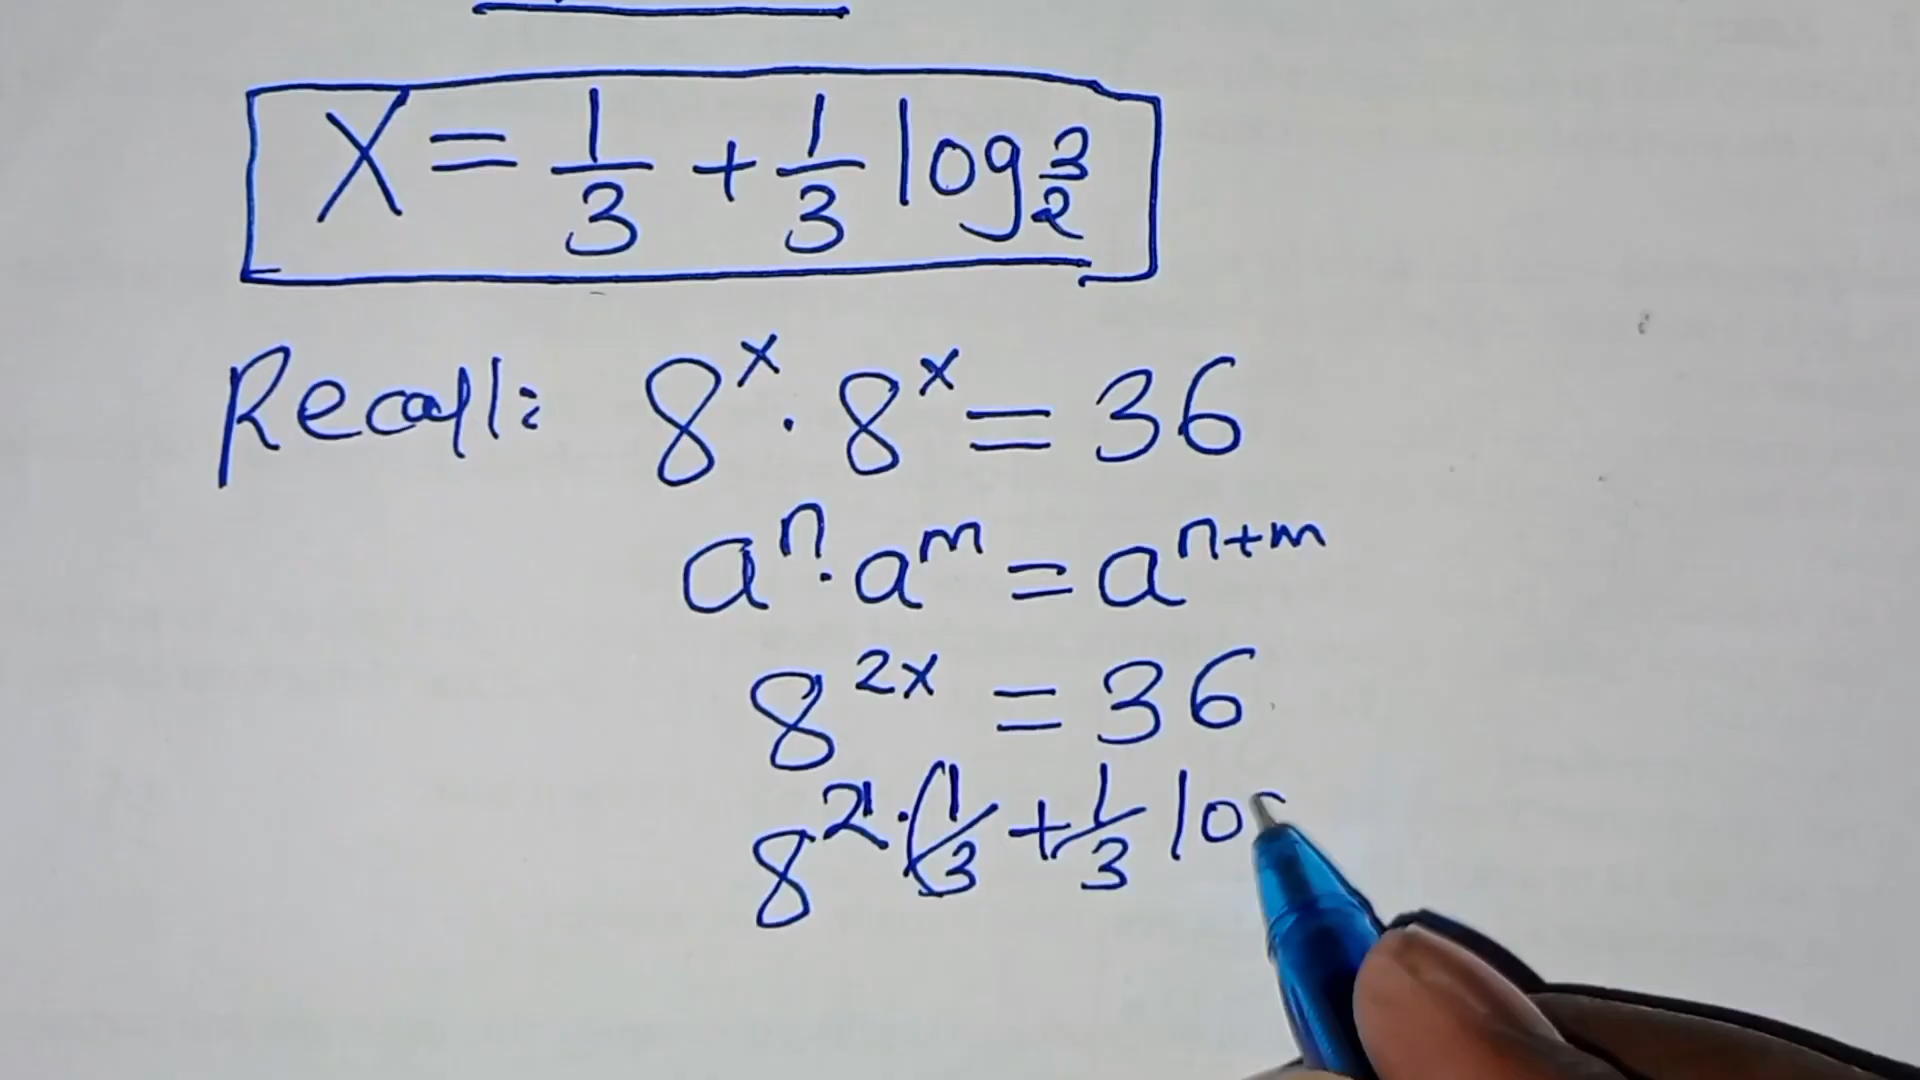 X = 1/3 + 1/3 log 3/2
Recall: 8^x · 8^x = 36
a^n · a^m = a^n+m
8^2x = 36
8^2·(1/3 + 1/3 lo